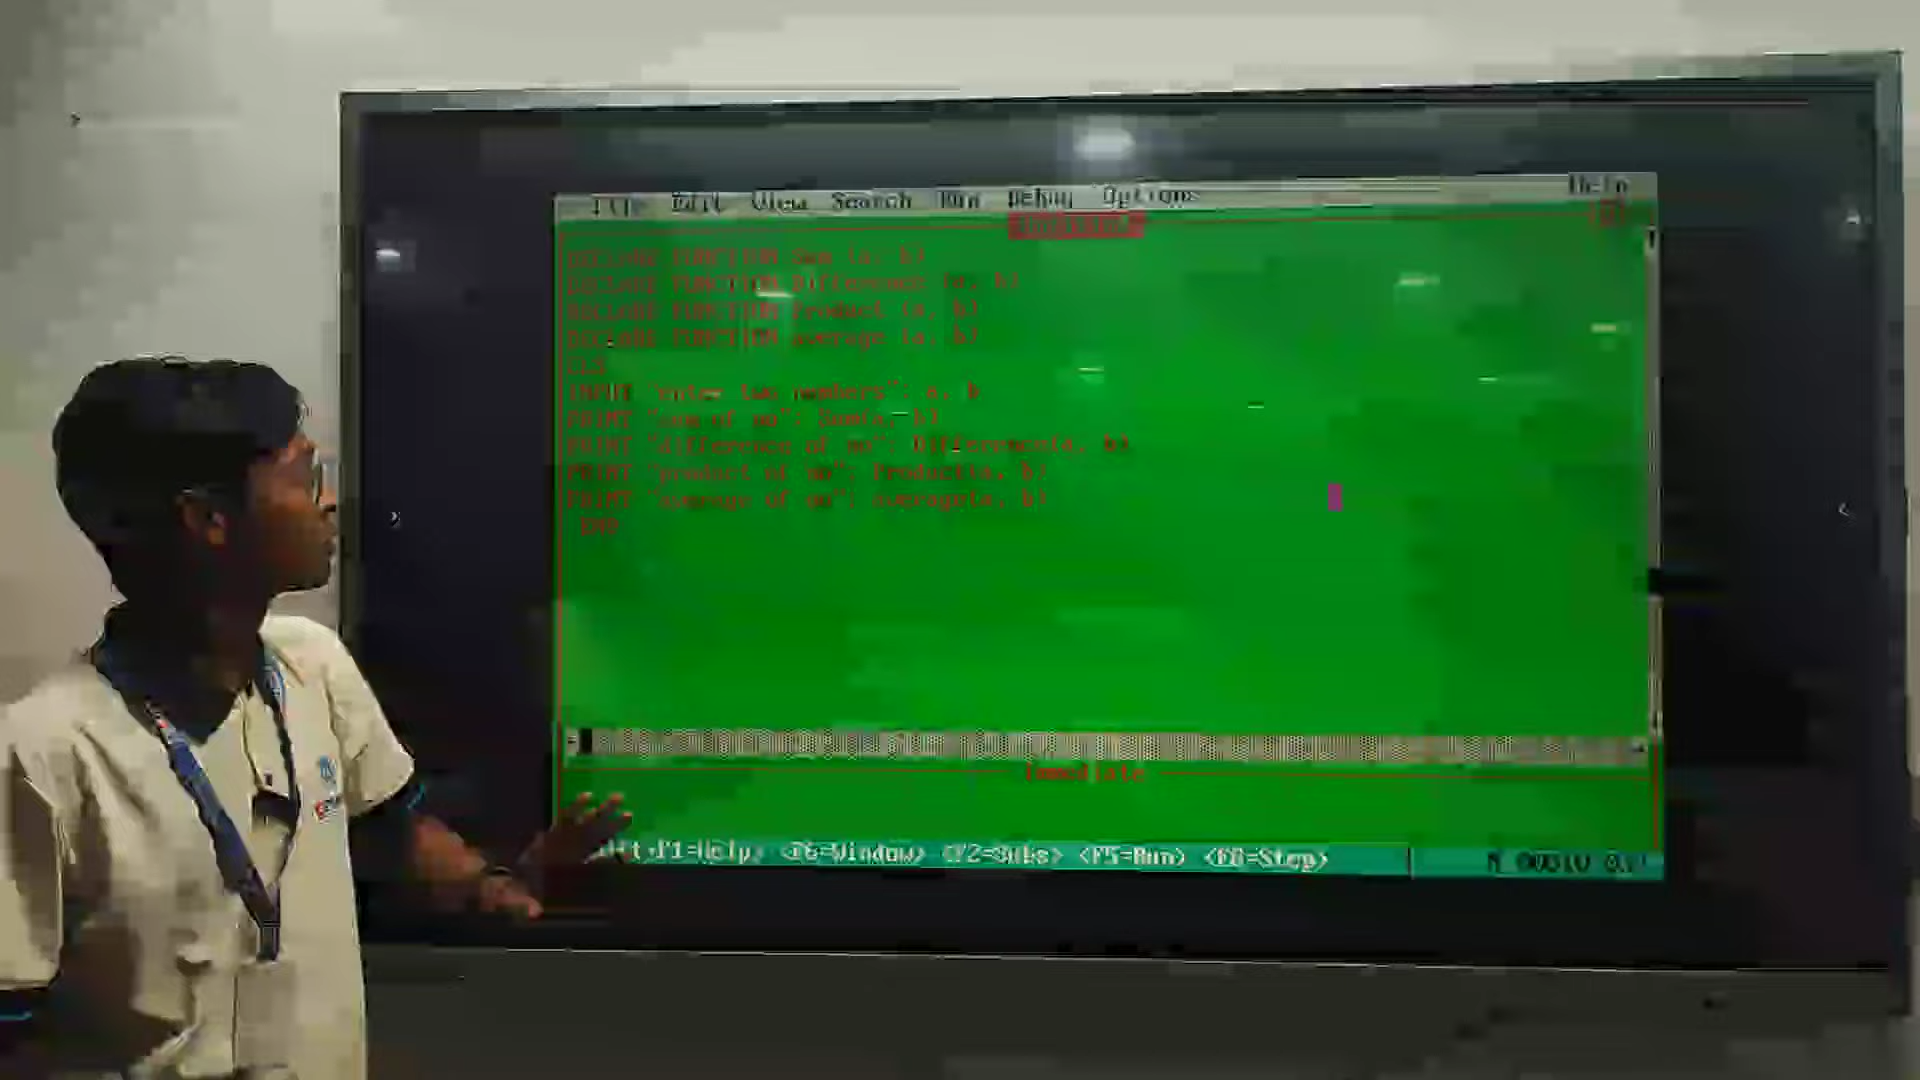 File Edit View Search Run Debug Options Help
DECLARE FUNCTION Sum (a, b)
DECLARE FUNCTION Difference (a, b)
DECLARE FUNCTION Product (a, b)
DECLARE FUNCTION average (a, b)
CLS
INPUT "enter two numbers"; a, b
PRINT "sum of no"; Sum(a, b)
PRINT "difference of no"; Difference(a, b)
PRINT "product of no"; Product(a, b)
PRINT "average of no"; average(a, b)
END
Immediate
<F6=Window> <F2=Subs> <F5=Run> <F8=Step>